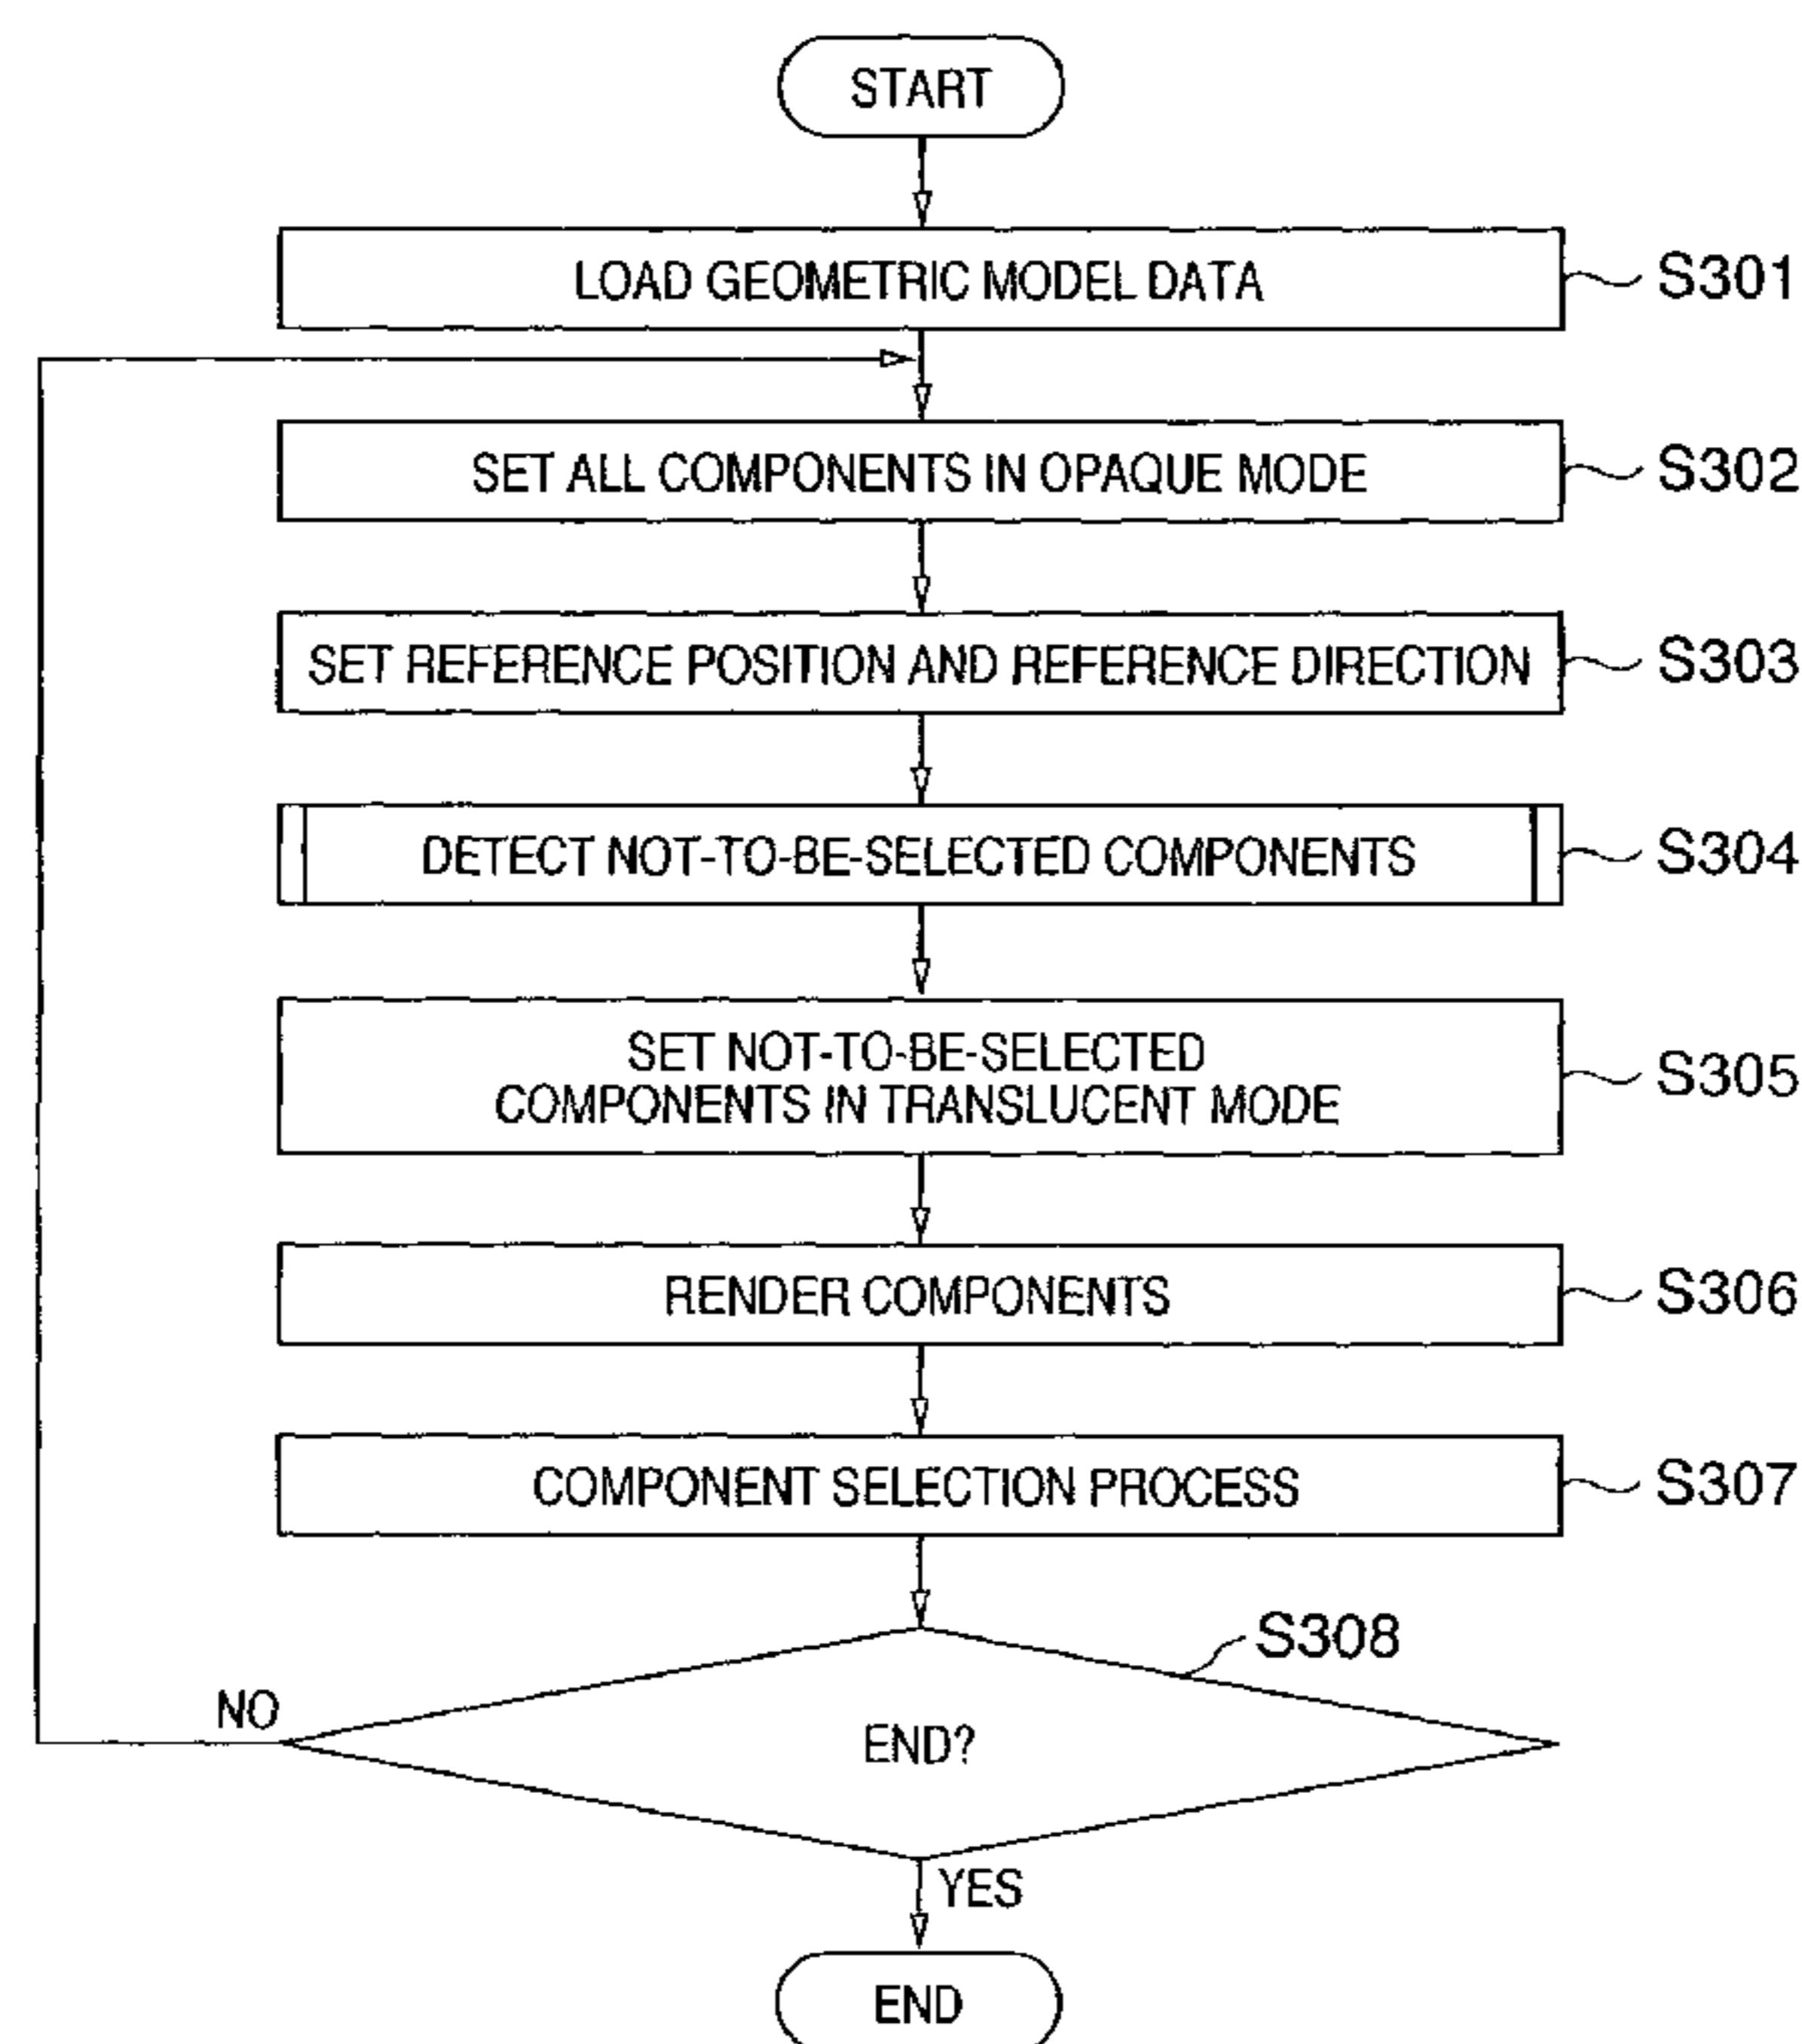 START
LOAD GEOMETRIC MODEL DATA
S301
SET ALL COMPONENTS IN OPAQUE MODE
S302
SET REFERENCE POSITION AND REFERENCE DIRECTION
S303
DETECT NOT-TO-BE-SELECTED COMPONENTS
S304
SET NOT-TO-BE-SELECTED
COMPONENTS IN TRANSLUCENT MODE
S305
RENDER COMPONENTS
S306
COMPONENT SELECTION PROCESS
S307
S308
NO
END?
YES
END